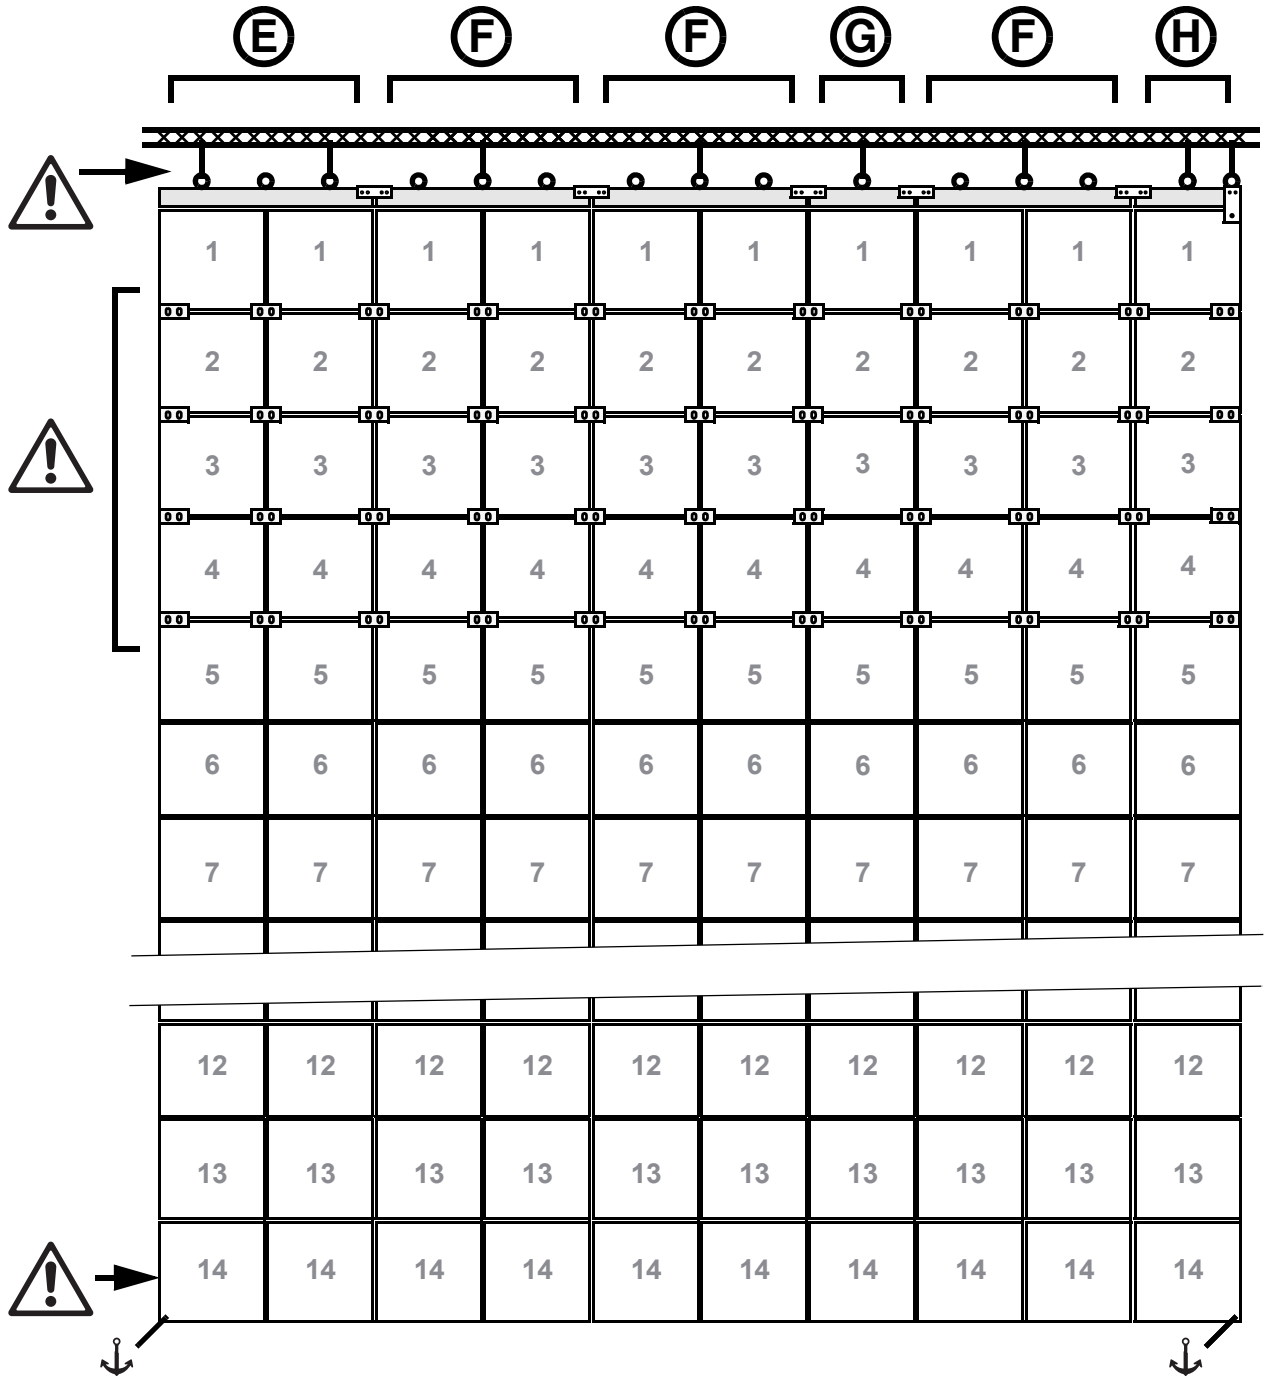 E F F G F H
1 1 1 1 1 1 1 1 1 1
2 2 2 2 2 2 2 2 2 2
3 3 3 3 3 3 3 3 3 3
4 4 4 4 4 4 4 4 4 4
5 5 5 5 5 5 5 5 5 5
6 6 6 6 6 6 6 6 6 6
7 7 7 7 7 7 7 7 7 7
12 12 12 12 12 12 12 12 12 12
13 13 13 13 13 13 13 13 13 13
14 14 14 14 14 14 14 14 14 14